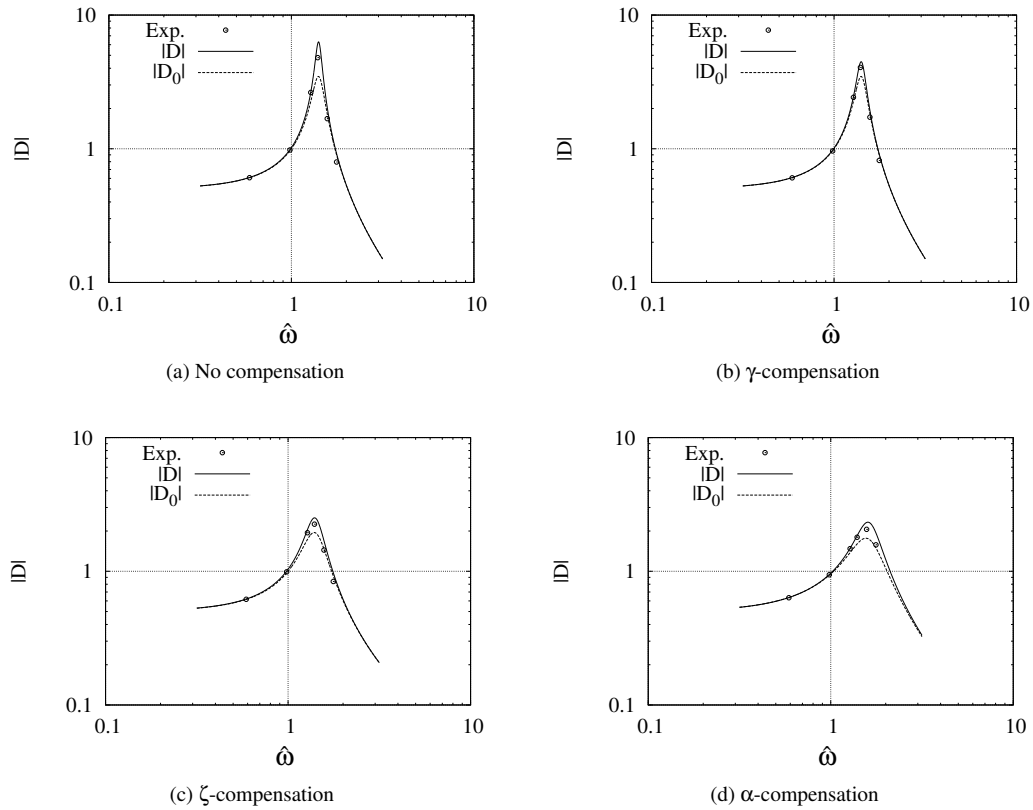 10
1
0.1
0.1
1
10
|D|
ω̂
Exp.
|D|
|D₀|
(a) No compensation
10
1
0.1
0.1
1
10
|D|
ω̂
Exp.
|D|
|D₀|
(b) γ-compensation
10
1
0.1
0.1
1
10
|D|
ω̂
Exp.
|D|
|D₀|
(c) ζ-compensation
10
1
0.1
0.1
1
10
|D|
ω̂
Exp.
|D|
|D₀|
(d) α-compensation